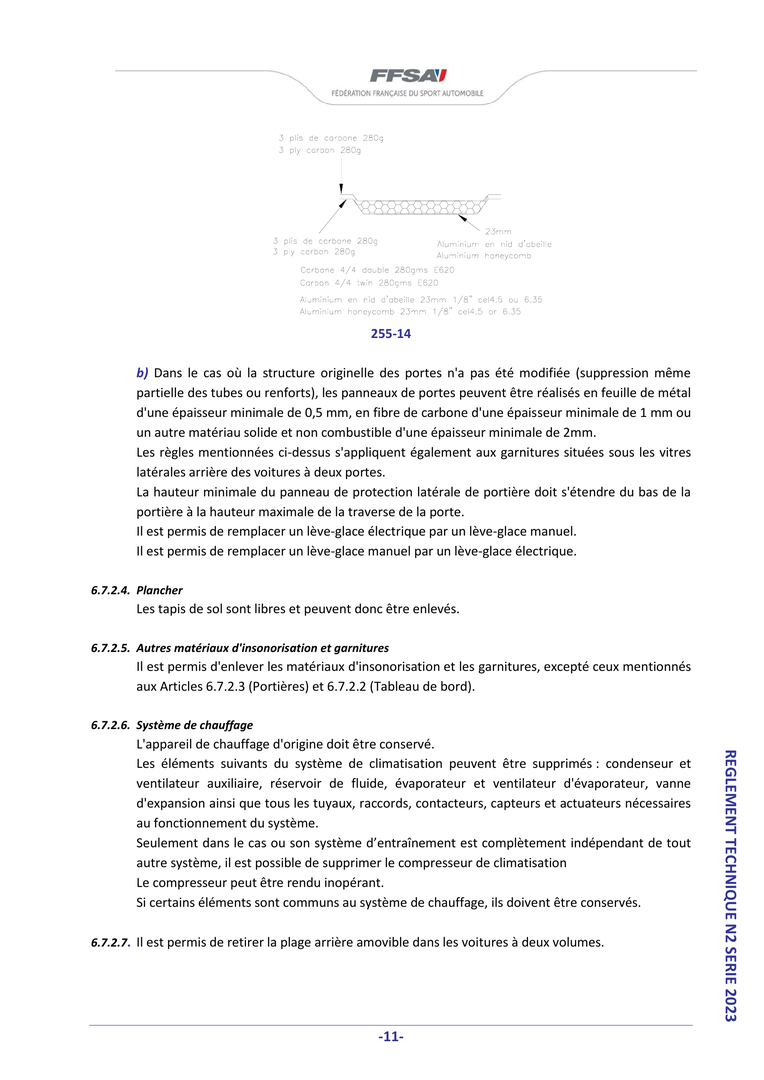 FFSA
FÉDÉRATION FRANÇAISE DU SPORT AUTOMOBILE
3 plis de carbone 280g
3 ply carbon 280g
3 plis de carbone 280g
3 ply carbon 280g
23mm
Aluminium en nid d'abeille
Aluminium honeycomb
Carbone 4/4 double 280gms E620
Carbon 4/4 twin 280gms E620
Aluminium en nid d'abeille 23mm 1/8" cel4.5 ou 6.35
Aluminium honeycomb 23mm 1/8" cel4.5 or 6.35
255-14
b) Dans le cas où la structure originelle des portes n'a pas été modifiée (suppression même
partielle des tubes ou renforts), les panneaux de portes peuvent être réalisés en feuille de métal
d'une épaisseur minimale de 0,5 mm, en fibre de carbone d'une épaisseur minimale de 1 mm ou
un autre matériau solide et non combustible d'une épaisseur minimale de 2mm.
Les règles mentionnées ci-dessus s'appliquent également aux garnitures situées sous les vitres
latérales arrière des voitures à deux portes.
La hauteur minimale du panneau de protection latérale de portière doit s'étendre du bas de la
portière à la hauteur maximale de la traverse de la porte.
Il est permis de remplacer un lève-glace électrique par un lève-glace manuel.
Il est permis de remplacer un lève-glace manuel par un lève-glace électrique.
6.7.2.4. Plancher
Les tapis de sol sont libres et peuvent donc être enlevés.
6.7.2.5. Autres matériaux d'insonorisation et garnitures
Il est permis d'enlever les matériaux d'insonorisation et les garnitures, excepté ceux mentionnés
aux Articles 6.7.2.3 (Portières) et 6.7.2.2 (Tableau de bord).
6.7.2.6. Système de chauffage
L'appareil de chauffage d'origine doit être conservé.
Les éléments suivants du système de climatisation peuvent être supprimés : condenseur et
ventilateur auxiliaire, réservoir de fluide, évaporateur et ventilateur d'évaporateur, vanne
d'expansion ainsi que tous les tuyaux, raccords, contacteurs, capteurs et actuateurs nécessaires
au fonctionnement du système.
Seulement dans le cas ou son système d’entraînement est complètement indépendant de tout
autre système, il est possible de supprimer le compresseur de climatisation
Le compresseur peut être rendu inopérant.
Si certains éléments sont communs au système de chauffage, ils doivent être conservés.
6.7.2.7. Il est permis de retirer la plage arrière amovible dans les voitures à deux volumes.
REGLEMENT TECHNIQUE N2 SERIE 2023
-11-